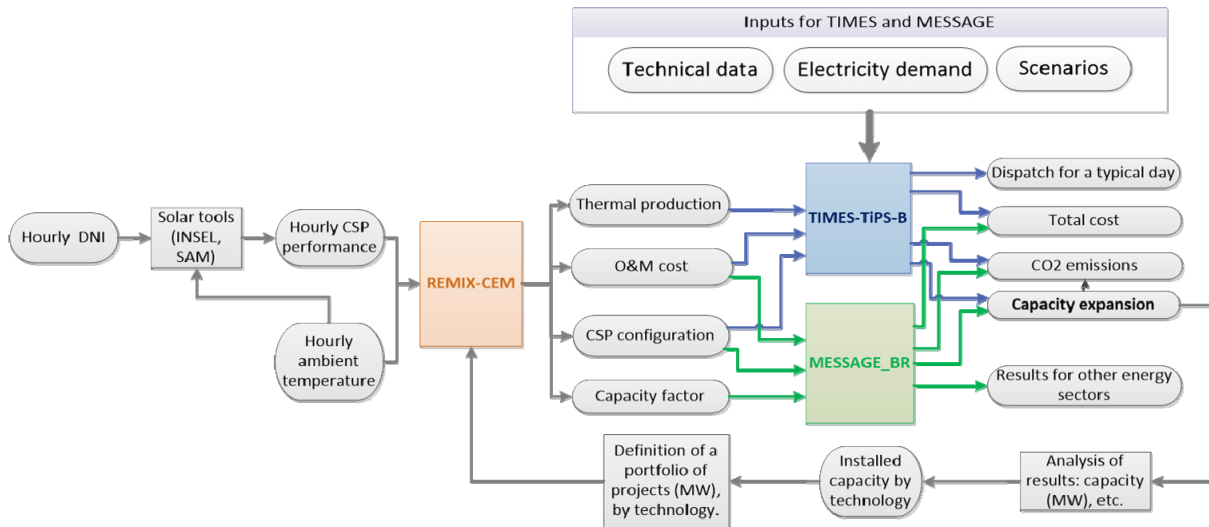 Inputs for TIMES and MESSAGE
Technical data
Electricity demand
Scenarios
Hourly DNI
Solar tools
(INSEL,
SAM)
Hourly CSP
performance
Hourly
ambient
temperature
REMIX-CEM
Thermal production
O&M cost
CSP configuration
Capacity factor
TIMES-TiPS-B
MESSAGE_BR
Dispatch for a typical day
Total cost
CO2 emissions
Capacity expansion
Results for other energy
sectors
Definition of a
portfolio of
projects (MW),
by technology.
Installed
capacity by
technology
Analysis of
results: capacity
(MW), etc.